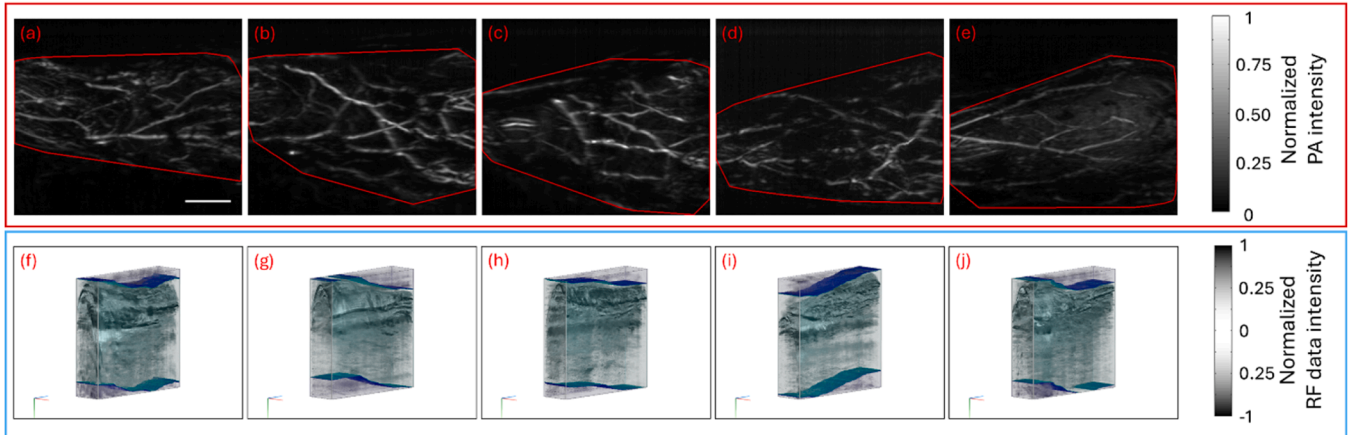 (a)
(b)
(c)
(d)
(e)
1
0.75
0.50
0.25
0
Normalized
PA intensity
(f)
(g)
(h)
(i)
(j)
1
0.25
0
0.25
-1
Normalized
RF data intensity